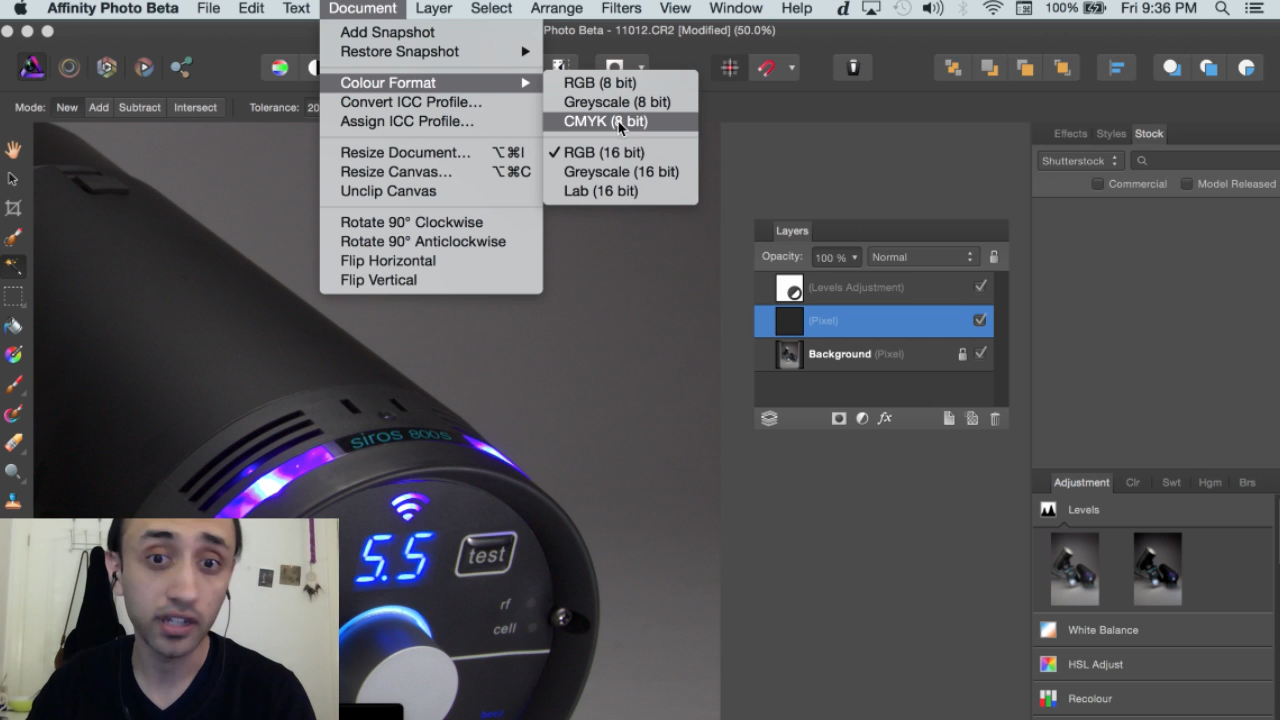 Affinity Photo Beta File Edit Text Document Layer Select Arrange Filters View Window Help 100% Fri 9:36 PM
Photo Beta - 11012.CR2 [Modified] (50.0%)
Add Snapshot
Restore Snapshot
Colour Format
Convert ICC Profile...
Assign ICC Profile...
Resize Document... ⌥⌘I
Resize Canvas... ⌥⌘C
Unclip Canvas
Rotate 90° Clockwise
Rotate 90° Anticlockwise
Flip Horizontal
Flip Vertical
RGB (8 bit)
Greyscale (8 bit)
CMYK (8 bit)
RGB (16 bit)
Greyscale (16 bit)
Lab (16 bit)
Mode: New Add Subtract Intersect Tolerance: 20
Effects Styles Stock
Shutterstock
Commercial Model Released
Layers
Opacity: 100 % Normal
(Levels Adjustment)
(Pixel)
Background (Pixel)
Adjustment Clr Swt Hgm Brs
Levels
White Balance
HSL Adjust
Recolour
siros 800s
5.5
test
rf
cell